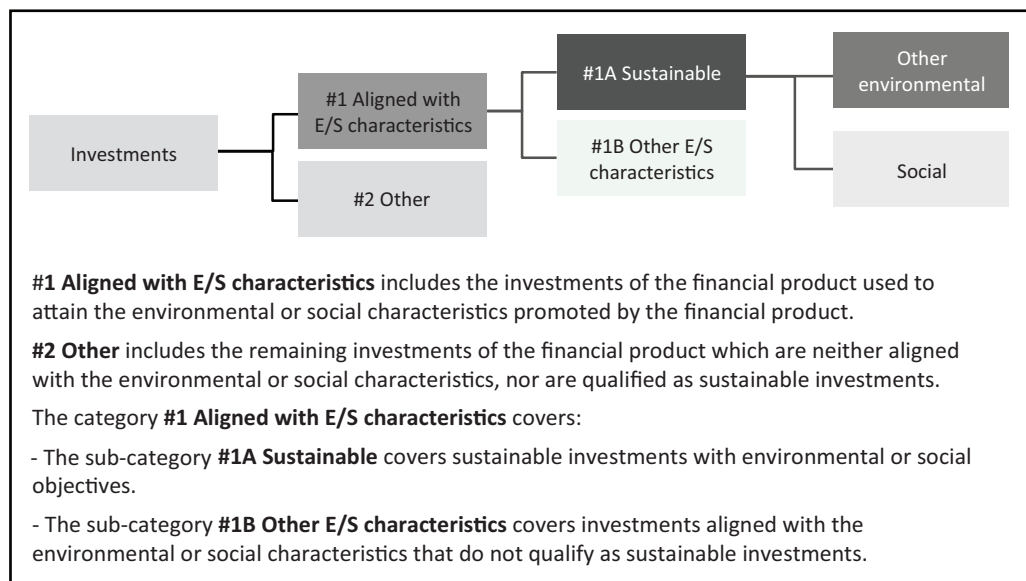 Investments
#1 Aligned with
E/S characteristics
#2 Other
#1A Sustainable
#1B Other E/S
characteristics
Other
environmental
Social
#1 Aligned with E/S characteristics includes the investments of the financial product used to
attain the environmental or social characteristics promoted by the financial product.
#2 Other includes the remaining investments of the financial product which are neither aligned
with the environmental or social characteristics, nor are qualified as sustainable investments.
The category #1 Aligned with E/S characteristics covers:
- The sub-category #1A Sustainable covers sustainable investments with environmental or social
objectives.
- The sub-category #1B Other E/S characteristics covers investments aligned with the
environmental or social characteristics that do not qualify as sustainable investments.